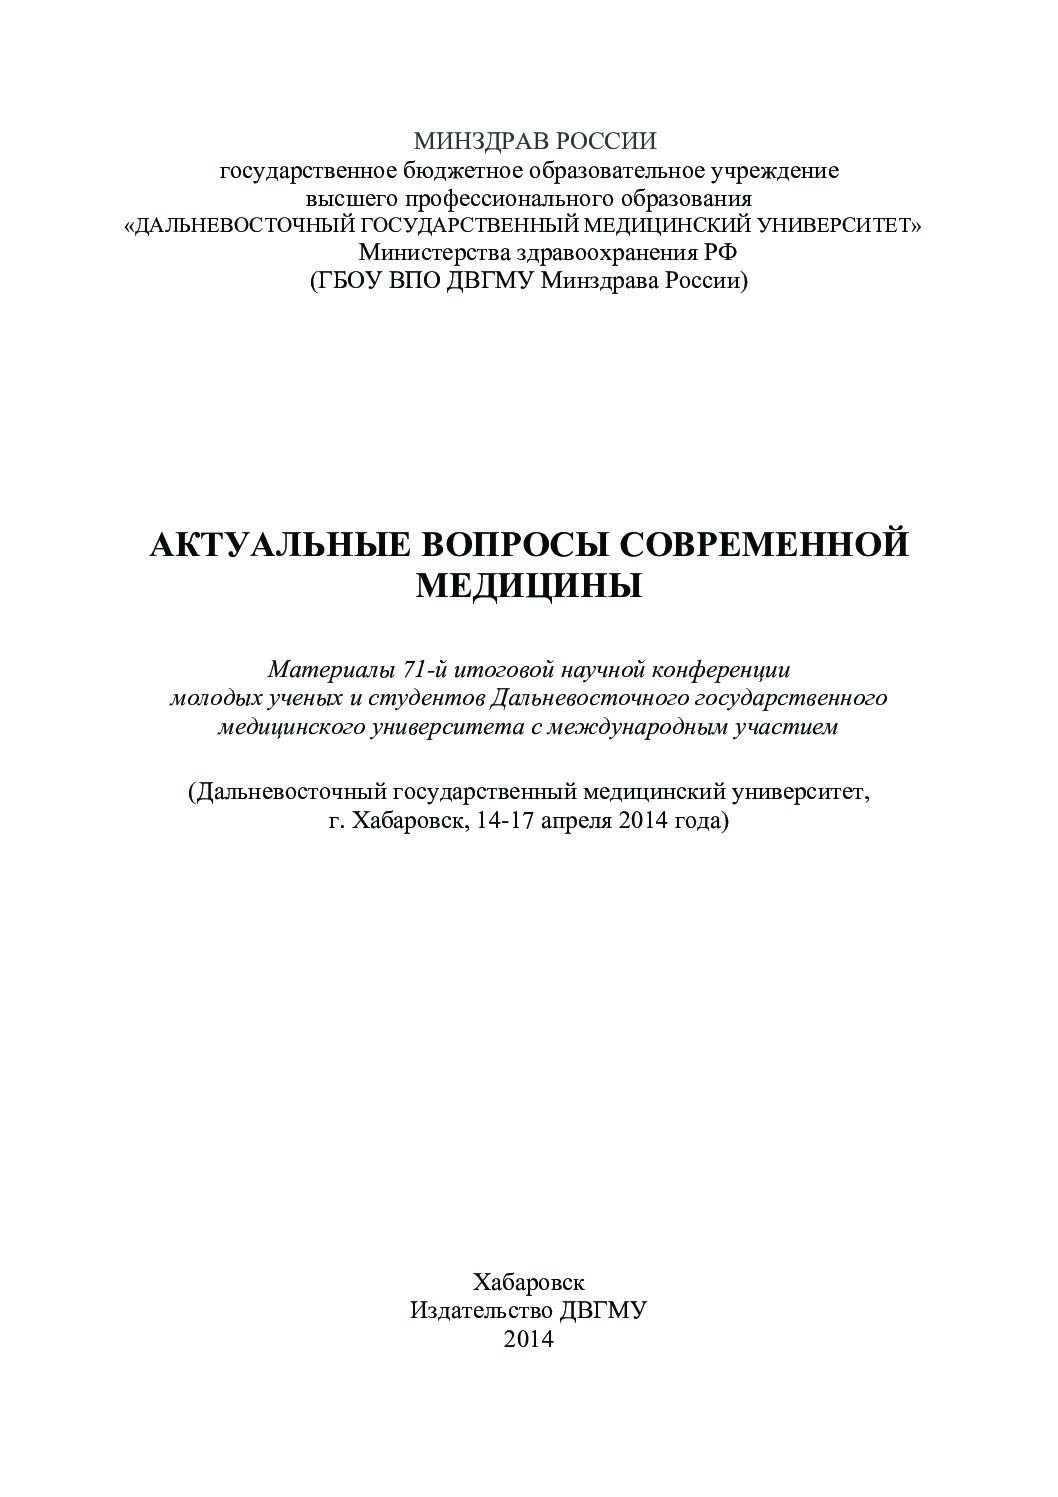 МИНЗДРАВ РОССИИ
государственное бюджетное образовательное учреждение
высшего профессионального образования
«ДАЛЬНЕВОСТОЧНЫЙ ГОСУДАРСТВЕННЫЙ МЕДИЦИНСКИЙ УНИВЕРСИТЕТ»
Министерства здравоохранения РФ
(ГБОУ ВПО ДВГМУ Минздрава России)
АКТУАЛЬНЫЕ ВОПРОСЫ СОВРЕМЕННОЙ
МЕДИЦИНЫ
Материалы 71-й итоговой научной конференции
молодых ученых и студентов Дальневосточного государственного
медицинского университета с международным участием
(Дальневосточный государственный медицинский университет,
г. Хабаровск, 14-17 апреля 2014 года)
Хабаровск
Издательство ДВГМУ
2014